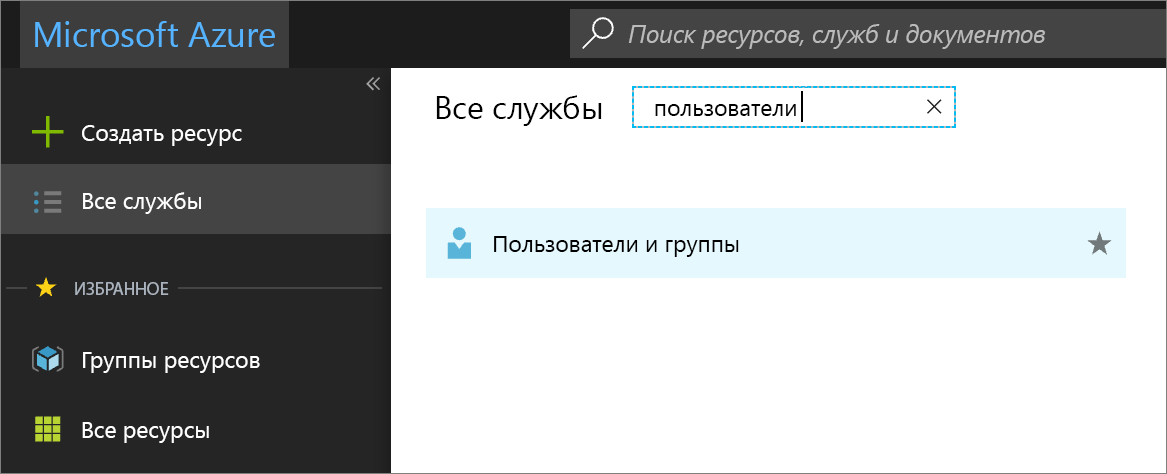 Microsoft Azure
Поиск ресурсов, служб и документов
Создать ресурс
Все службы
ИЗБРАННОЕ
Группы ресурсов
Все ресурсы
Все службы
пользователи
Пользователи и группы